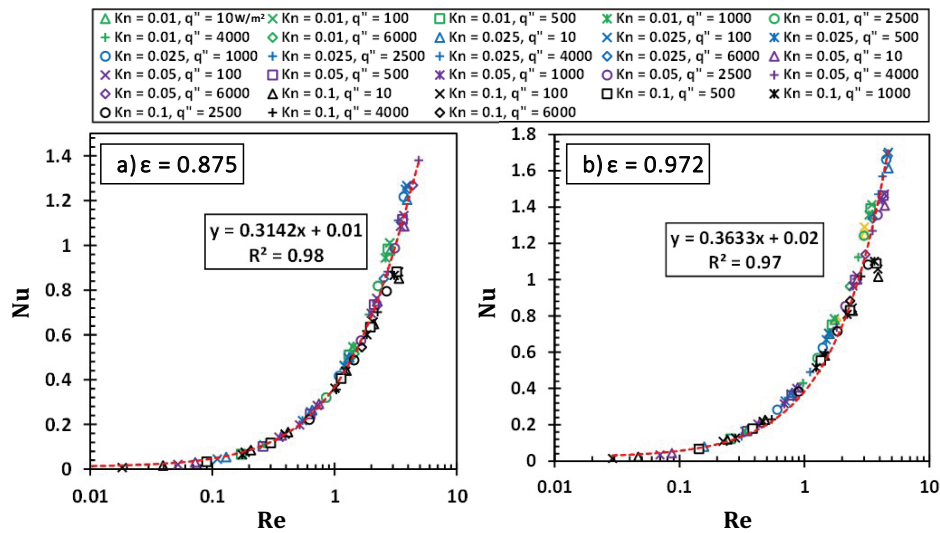 Kn = 0.01, q" = 10 W/m² Kn = 0.01, q" = 100 Kn = 0.01, q" = 500 Kn = 0.01, q" = 1000 Kn = 0.01, q" = 2500
Kn = 0.01, q" = 4000 Kn = 0.01, q" = 6000 Kn = 0.025, q" = 10 Kn = 0.025, q" = 100 Kn = 0.025, q" = 500
Kn = 0.025, q" = 1000 Kn = 0.025, q" = 2500 Kn = 0.025, q" = 4000 Kn = 0.025, q" = 6000 Kn = 0.05, q" = 10
Kn = 0.05, q" = 100 Kn = 0.05, q" = 500 Kn = 0.05, q" = 1000 Kn = 0.05, q" = 2500 Kn = 0.05, q" = 4000
Kn = 0.05, q" = 6000 Kn = 0.1, q" = 10 Kn = 0.1, q" = 100 Kn = 0.1, q" = 500 Kn = 0.1, q" = 1000
Kn = 0.1, q" = 2500 Kn = 0.1, q" = 4000 Kn = 0.1, q" = 6000
a) ε = 0.875
y = 0.3142x + 0.01
R² = 0.98
1.4
1.2
1
0.8
0.6
0.4
0.2
0
Nu
0.01 0.1 1 10
Re
b) ε = 0.972
y = 0.3633x + 0.02
R² = 0.97
1.8
1.6
1.4
1.2
1
0.8
0.6
0.4
0.2
0
Nu
0.01 0.1 1 10
Re